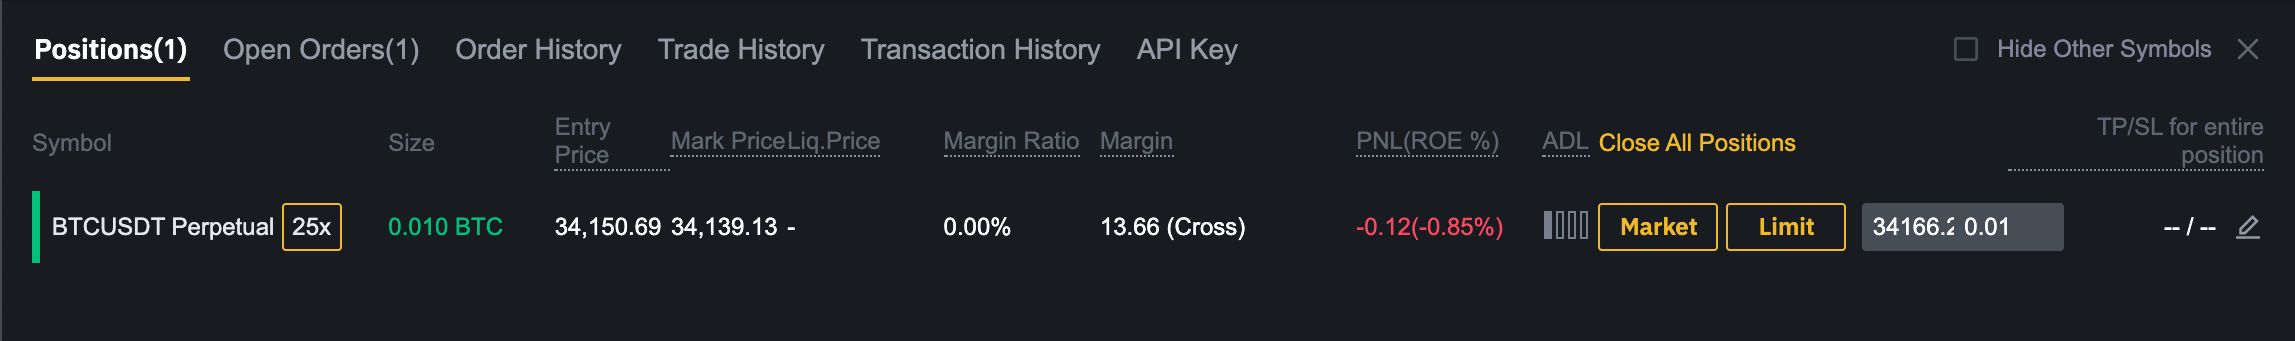 Positions(1) Open Orders(1) Order History Trade History Transaction History API Key Hide Other Symbols
Symbol Size Entry Price Mark Price Liq.Price Margin Ratio Margin PNL(ROE %) ADL Close All Positions TP/SL for entire position
BTCUSDT Perpetual 25x 0.010 BTC 34,150.69 34,139.13 - 0.00% 13.66 (Cross) -0.12(-0.85%) Market Limit 34166.2 0.01 -- / --